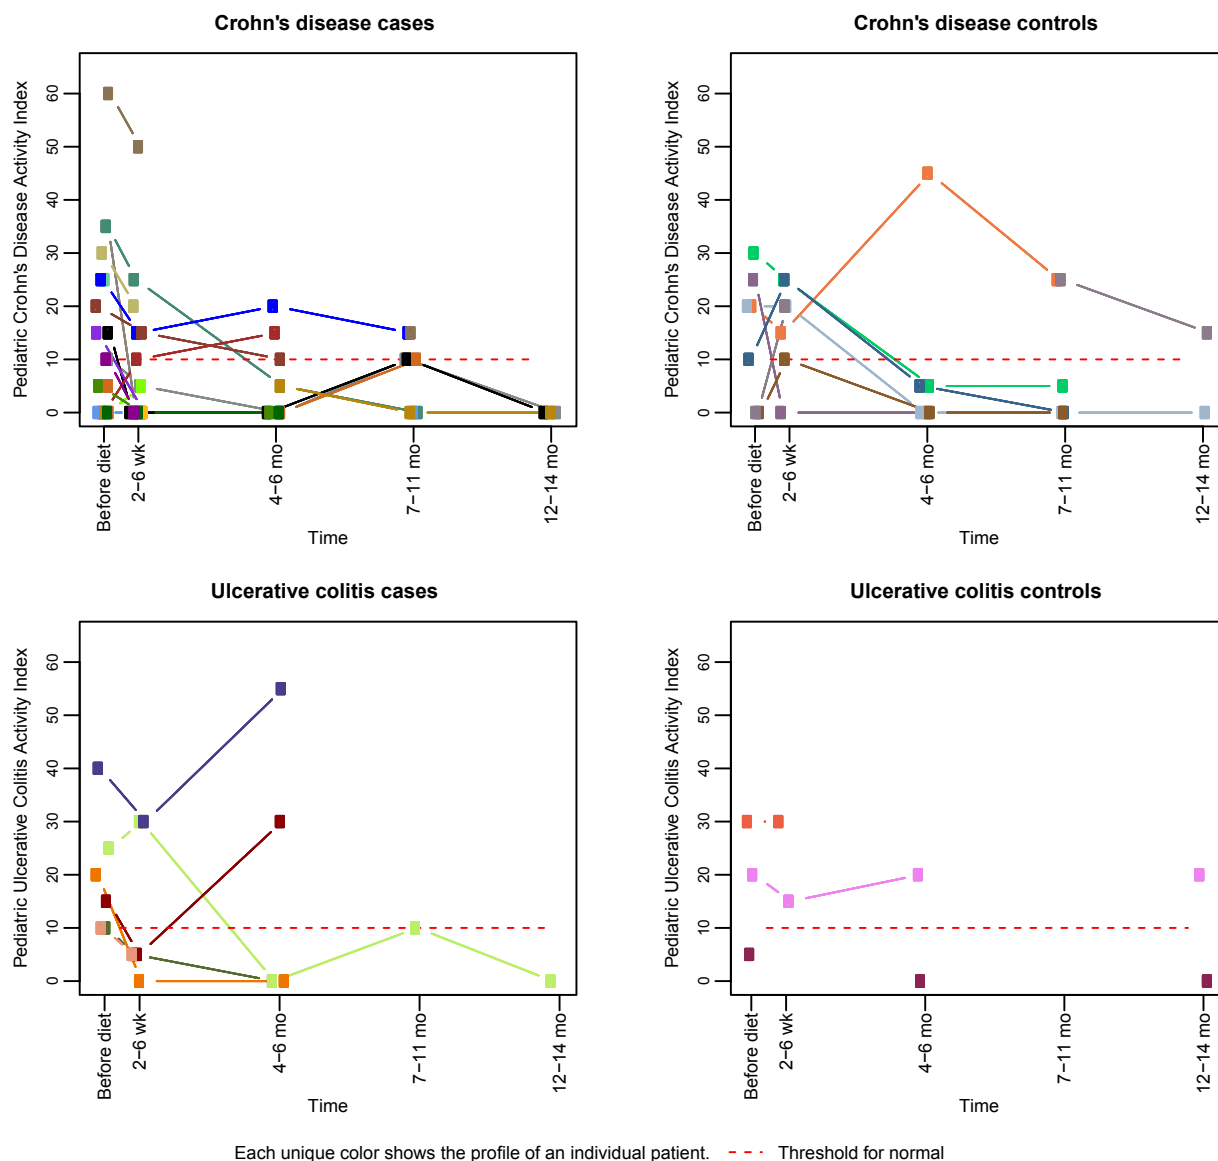 Crohn's disease cases
Pediatric Crohn's Disease Activity Index
60
50
40
30
20
10
0
Before diet
2−6 wk
4−6 mo
7−11 mo
12−14 mo
Time
Crohn's disease controls
Pediatric Crohn's Disease Activity Index
60
50
40
30
20
10
0
Before diet
2−6 wk
4−6 mo
7−11 mo
12−14 mo
Time
Ulcerative colitis cases
Pediatric Ulcerative Colitis Activity Index
60
50
40
30
20
10
0
Before diet
2−6 wk
4−6 mo
7−11 mo
12−14 mo
Time
Ulcerative colitis controls
Pediatric Ulcerative Colitis Activity Index
60
50
40
30
20
10
0
Before diet
2−6 wk
4−6 mo
7−11 mo
12−14 mo
Time
Each unique color shows the profile of an individual patient.
Threshold for normal